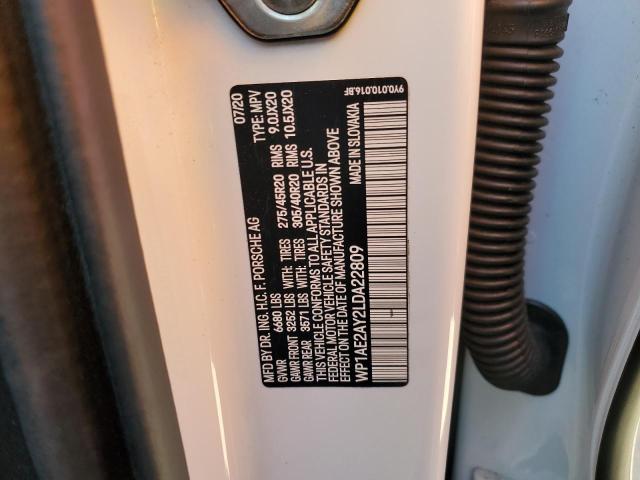 MFD BY DR. ING. H.C. F. PORSCHE AG 07/20
GVWR 6680 LBS TYPE: MPV
GAWR FRONT 3252 LBS WITH: TIRES 275/45R20 RIMS 9.0JX20
GAWR REAR 3571 LBS WITH: TIRES 305/40R20 RIMS 10.5JX20
THIS VEHICLE CONFORMS TO ALL APPLICABLE U.S.
FEDERAL MOTOR VEHICLE SAFETY STANDARDS IN
EFFECT ON THE DATE OF MANUFACTURE SHOWN ABOVE
WP1AE2AY2LDA22809 MADE IN SLOVAKIA
9Y0.010.016.BF